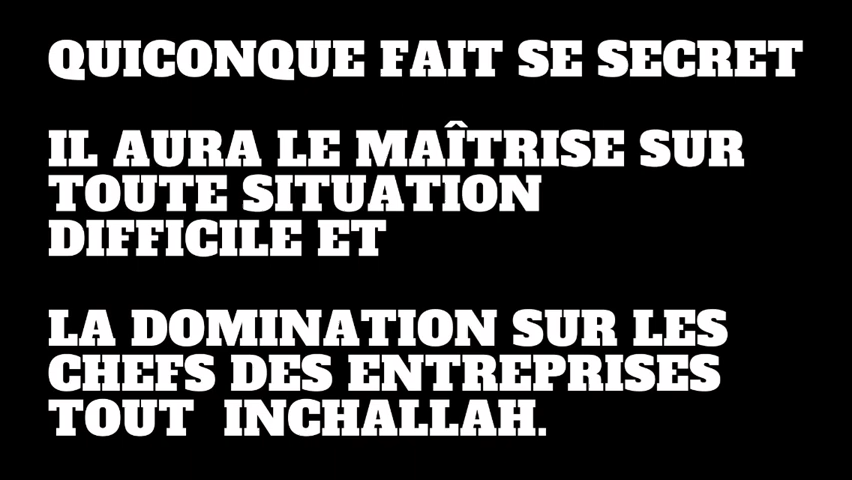 QUICONQUE FAIT SE SECRET
IL AURA LE MAÎTRISE SUR
TOUTE SITUATION
DIFFICILE ET
LA DOMINATION SUR LES
CHEFS DES ENTREPRISES
TOUT INCHALLAH.